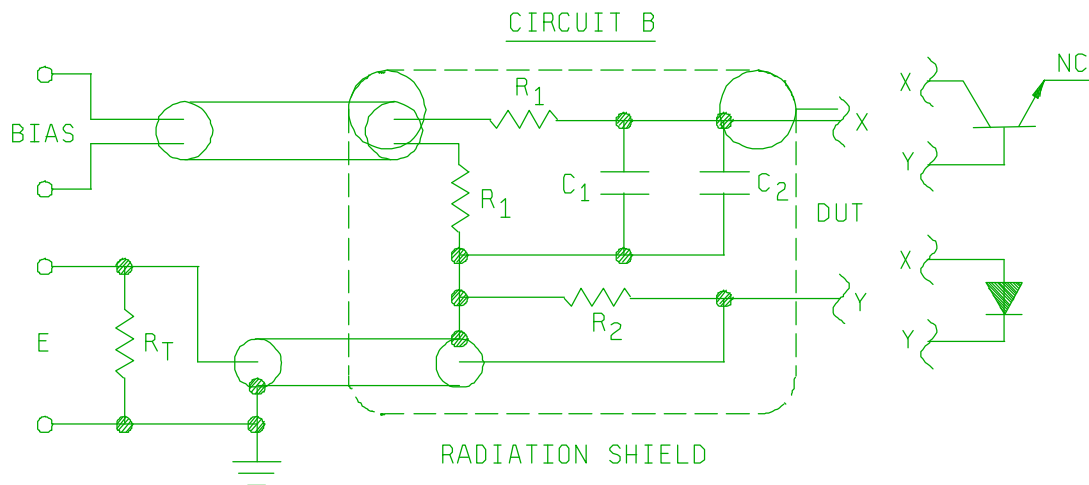 CIRCUIT B
NC
R1
X
X
BIAS
Y
C1
C2
R1
DUT
X
Y
R2
E
RT
Y
RADIATION SHIELD